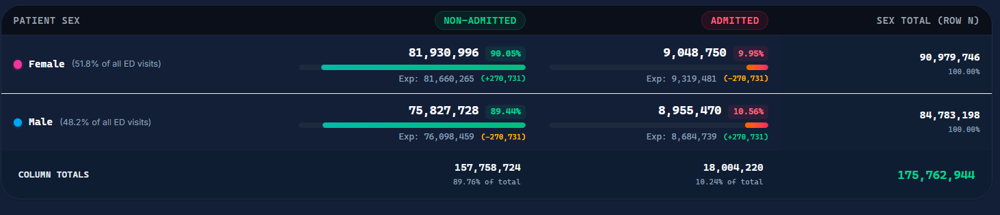 PATIENT SEX NON-ADMITTED ADMITTED SEX TOTAL (ROW N)
81,930,996 90.05% 9,048,750 9.95% 90,979,746
Female (51.8% of all ED visits)
100.00%
Exp: 81,660,265 (+270,731) Exp: 9,319,481 (−270,731)
75,827,728 89.44% 8,955,470 10.56% 84,783,198
Male (48.2% of all ED visits)
100.00%
Exp: 76,098,459 (−270,731) Exp: 8,684,739 (+270,731)
157,758,724 18,004,220
COLUMN TOTALS 175,762,944
89.76% of total 10.24% of total